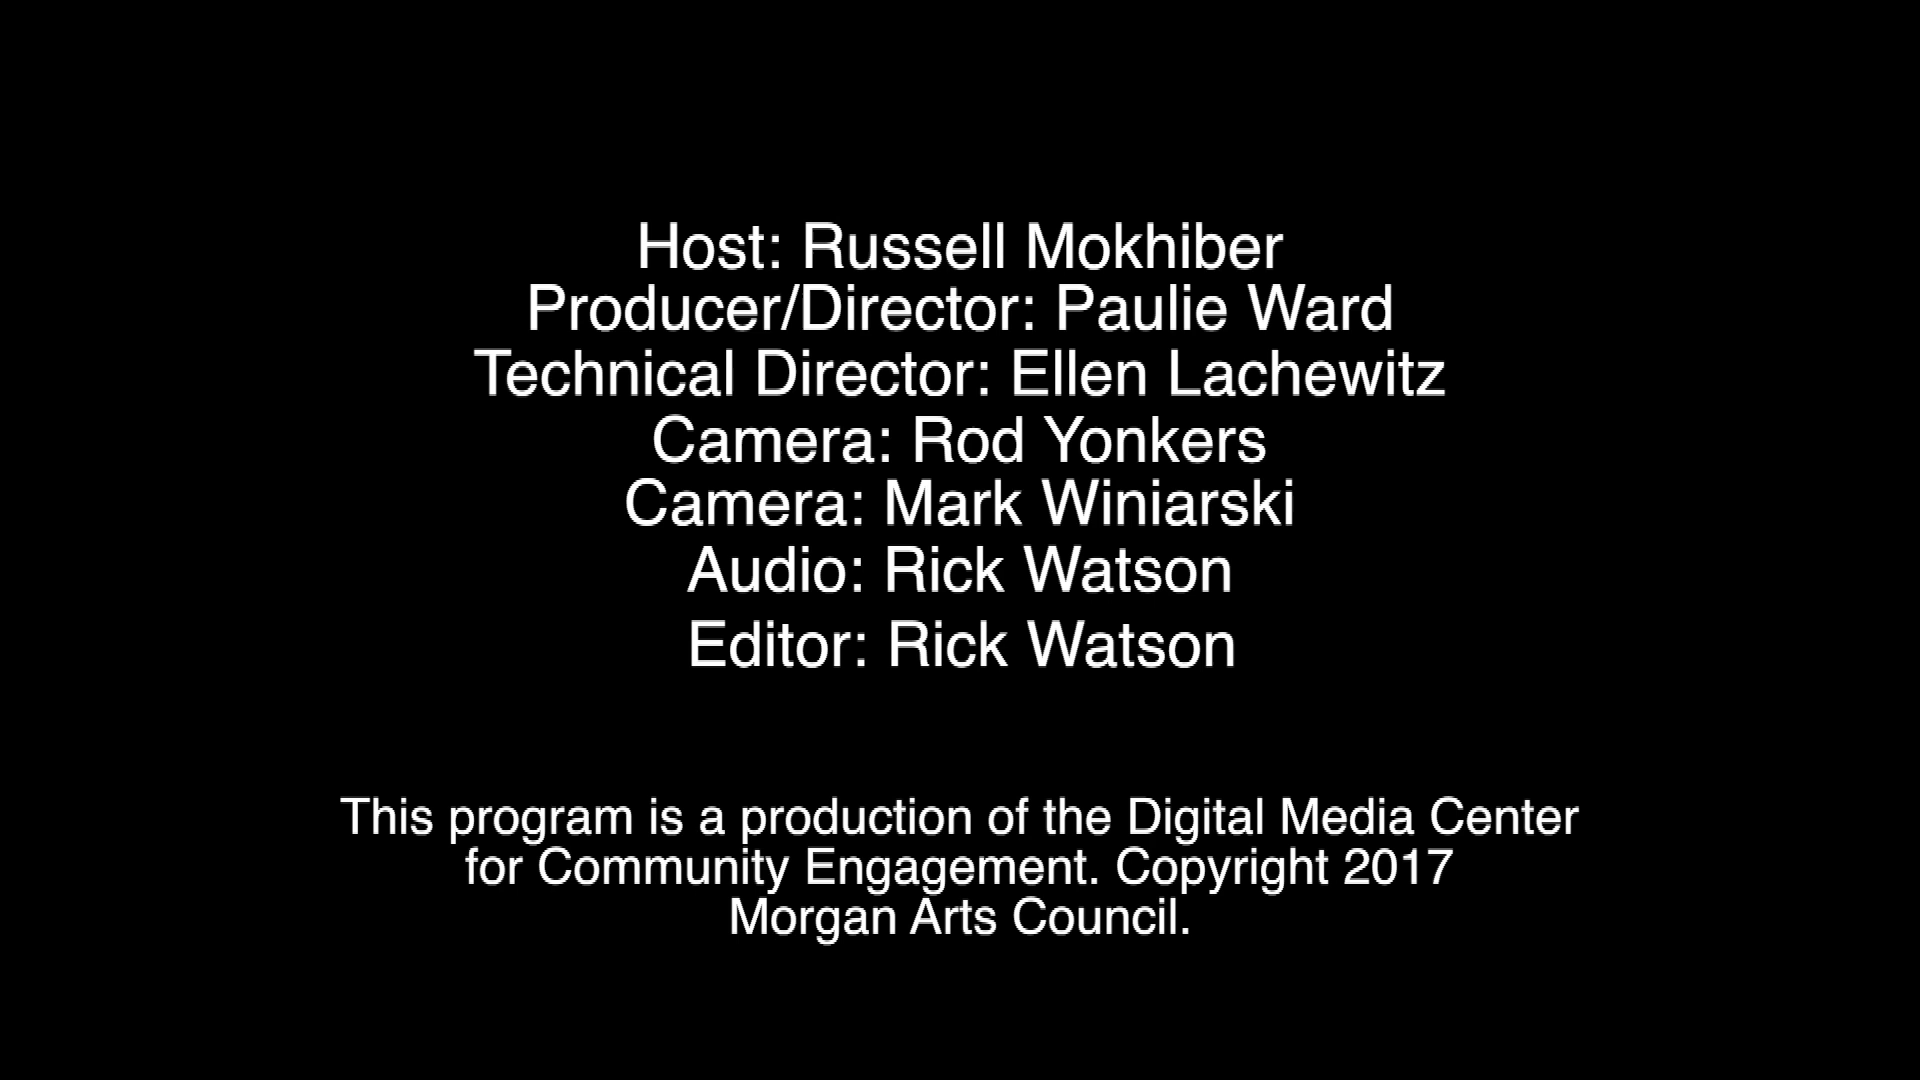 Host: Russell Mokhiber
Producer/Director: Paulie Ward
Technical Director: Ellen Lachewitz
Camera: Rod Yonkers
Camera: Mark Winiarski
Audio: Rick Watson
Editor: Rick Watson
This program is a production of the Digital Media Center
for Community Engagement. Copyright 2017
Morgan Arts Council.